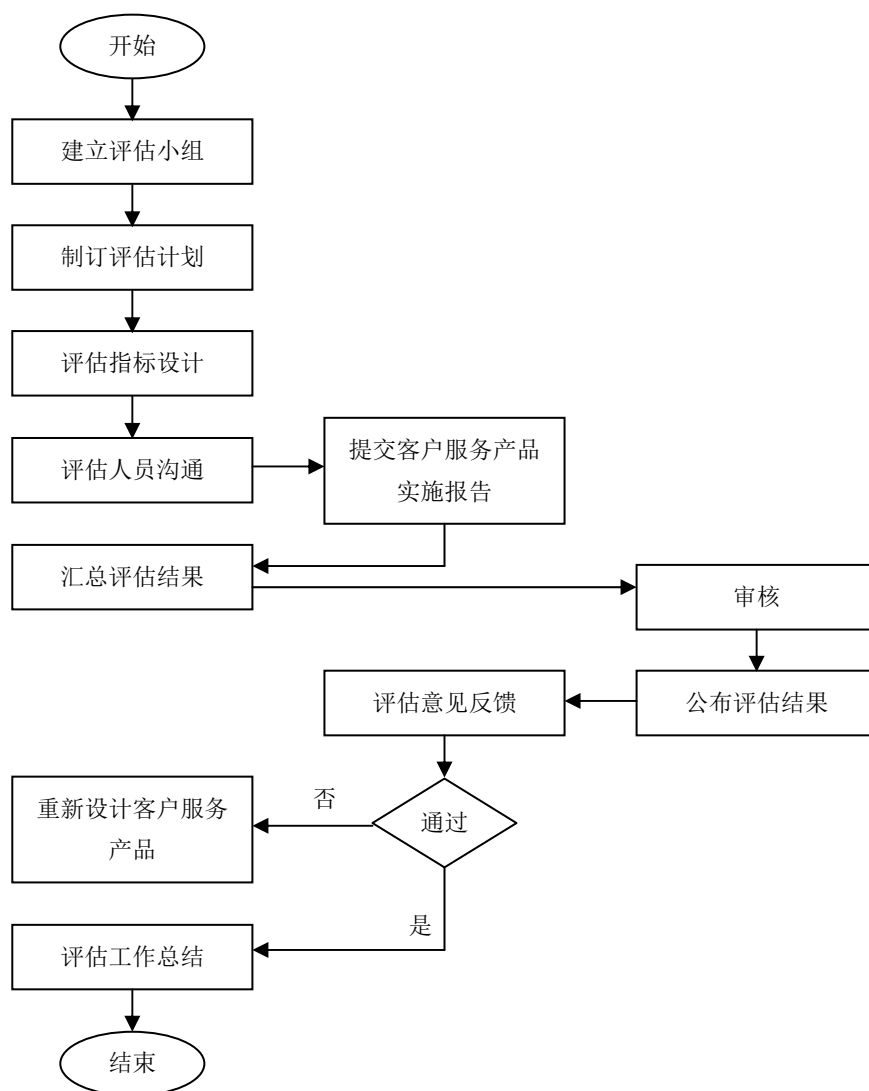 开始
建立评估小组
制订评估计划
评估指标设计
评估人员沟通
提交客户服务产品
实施报告
汇总评估结果
审核
公布评估结果
评估意见反馈
通过
否
重新设计客户服务
产品
是
评估工作总结
结束